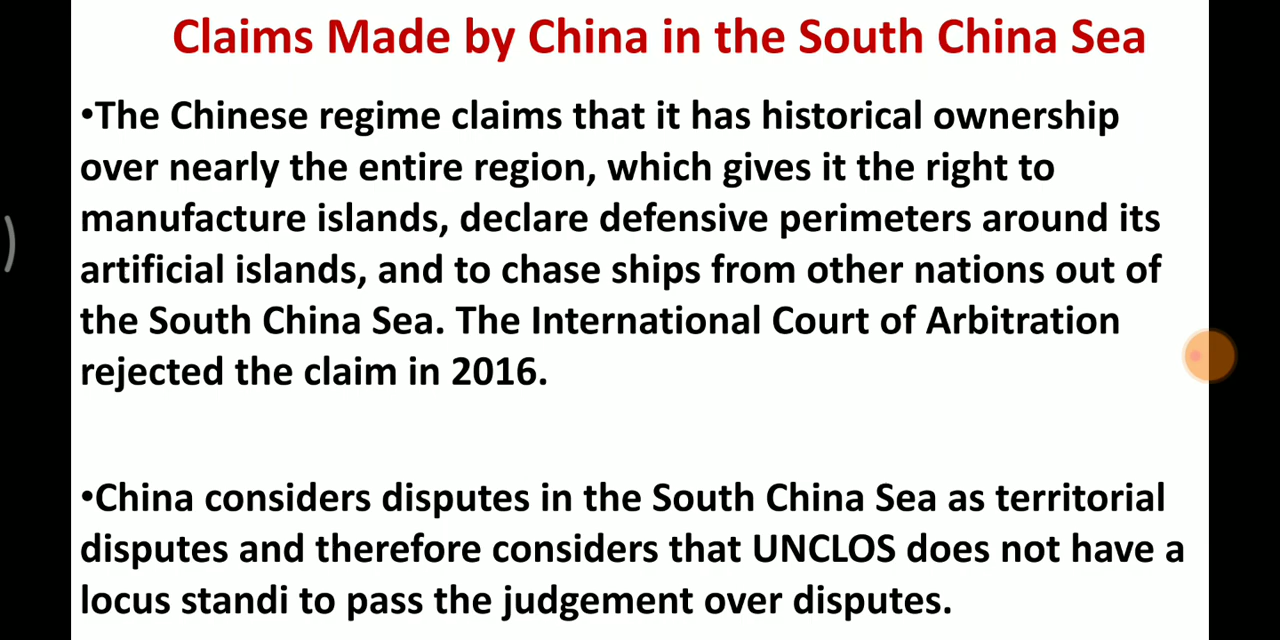 Claims Made by China in the South China Sea
•The Chinese regime claims that it has historical ownership
over nearly the entire region, which gives it the right to
manufacture islands, declare defensive perimeters around its
artificial islands, and to chase ships from other nations out of
the South China Sea. The International Court of Arbitration
rejected the claim in 2016.
•China considers disputes in the South China Sea as territorial
disputes and therefore considers that UNCLOS does not have a
locus standi to pass the judgement over disputes.